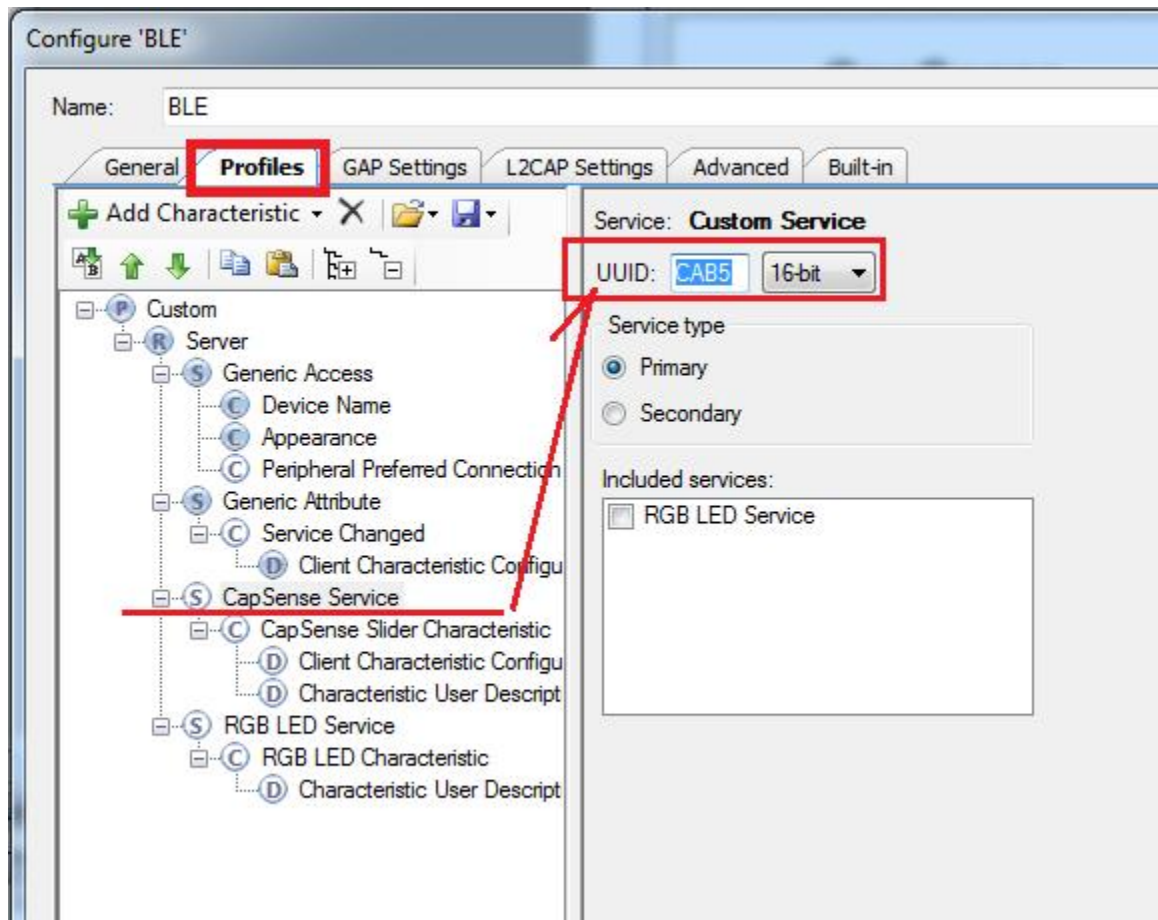 Configure 'BLE'
Name: BLE
General Profiles GAP Settings L2CAP Settings Advanced Built-in
Add Characteristic
Service: Custom Service
UUID: CAB5 16-bit
Service type
Primary
Secondary
Included services:
RGB LED Service
P Custom
R Server
S Generic Access
C Device Name
C Appearance
C Peripheral Preferred Connection
S Generic Attribute
C Service Changed
D Client Characteristic Configu
S CapSense Service
C CapSense Slider Characteristic
D Client Characteristic Configu
D Characteristic User Descript
S RGB LED Service
C RGB LED Characteristic
D Characteristic User Descript